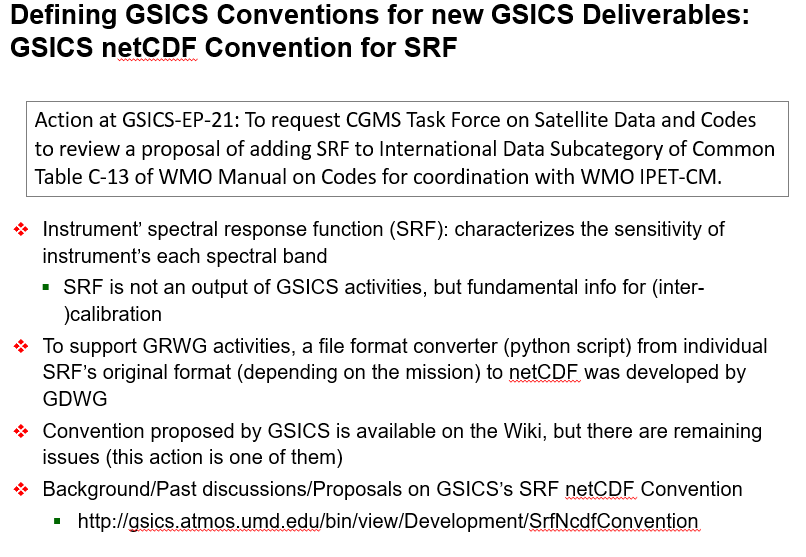 Defining GSICS Conventions for new GSICS Deliverables:
GSICS netCDF Convention for SRF
Action at GSICS-EP-21: To request CGMS Task Force on Satellite Data and Codes
to review a proposal of adding SRF to International Data Subcategory of Common
Table C-13 of WMO Manual on Codes for coordination with WMO IPET-CM.
Instrument’ spectral response function (SRF): characterizes the sensitivity of
instrument’s each spectral band
SRF is not an output of GSICS activities, but fundamental info for (inter-
)calibration
To support GRWG activities, a file format converter (python script) from individual
SRF’s original format (depending on the mission) to netCDF was developed by
GDWG
Convention proposed by GSICS is available on the Wiki, but there are remaining
issues (this action is one of them)
Background/Past discussions/Proposals on GSICS’s SRF netCDF Convention
http://gsics.atmos.umd.edu/bin/view/Development/SrfNcdfConvention